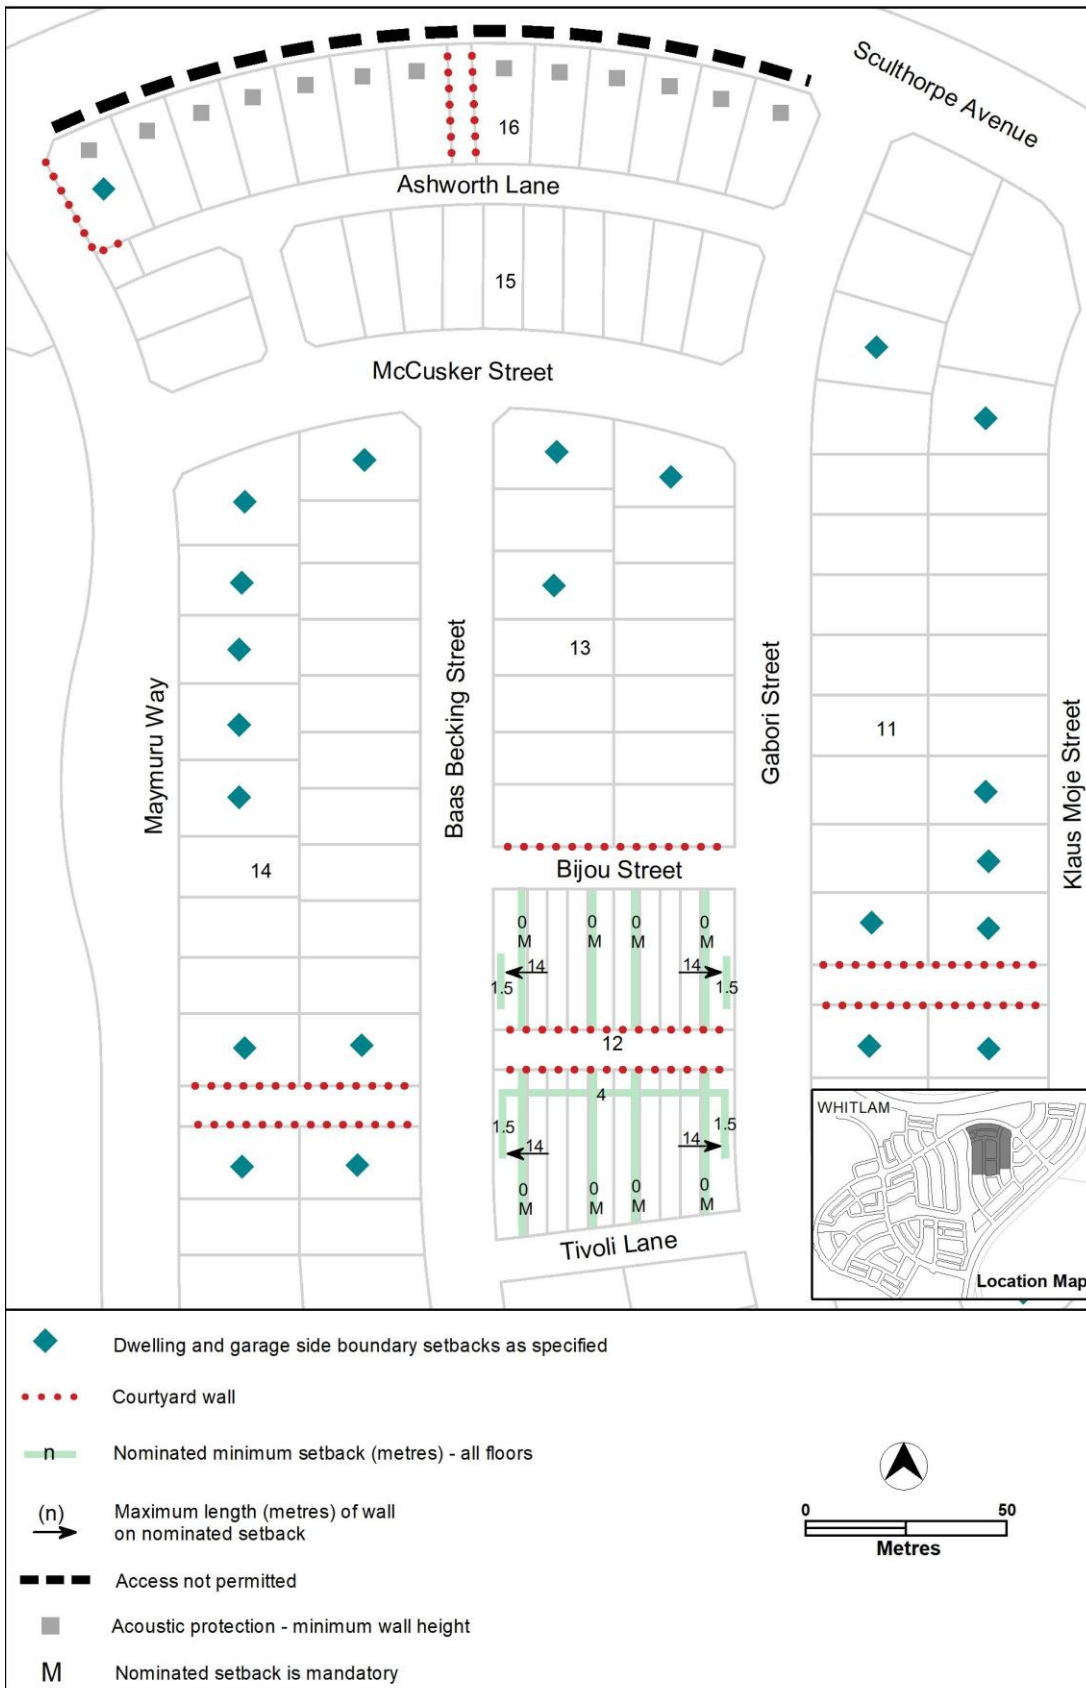 Sculthorpe Avenue
16
Ashworth Lane
15
McCusker Street
13
Maymuru Way
Baas Becking Street
Gabori Street
11
Klaus Moje Street
14
Bijou Street
0 M
0 M
0 M
0 M
14
14
1.5
1.5
12
4
1.5
1.5
14
14
0 M
0 M
0 M
0 M
Tivoli Lane
WHITLAM
Location Map
Dwelling and garage side boundary setbacks as specified
Courtyard wall
n
Nominated minimum setback (metres) - all floors
(n)
Maximum length (metres) of wall
on nominated setback
0 50
Metres
Access not permitted
Acoustic protection - minimum wall height
M
Nominated setback is mandatory